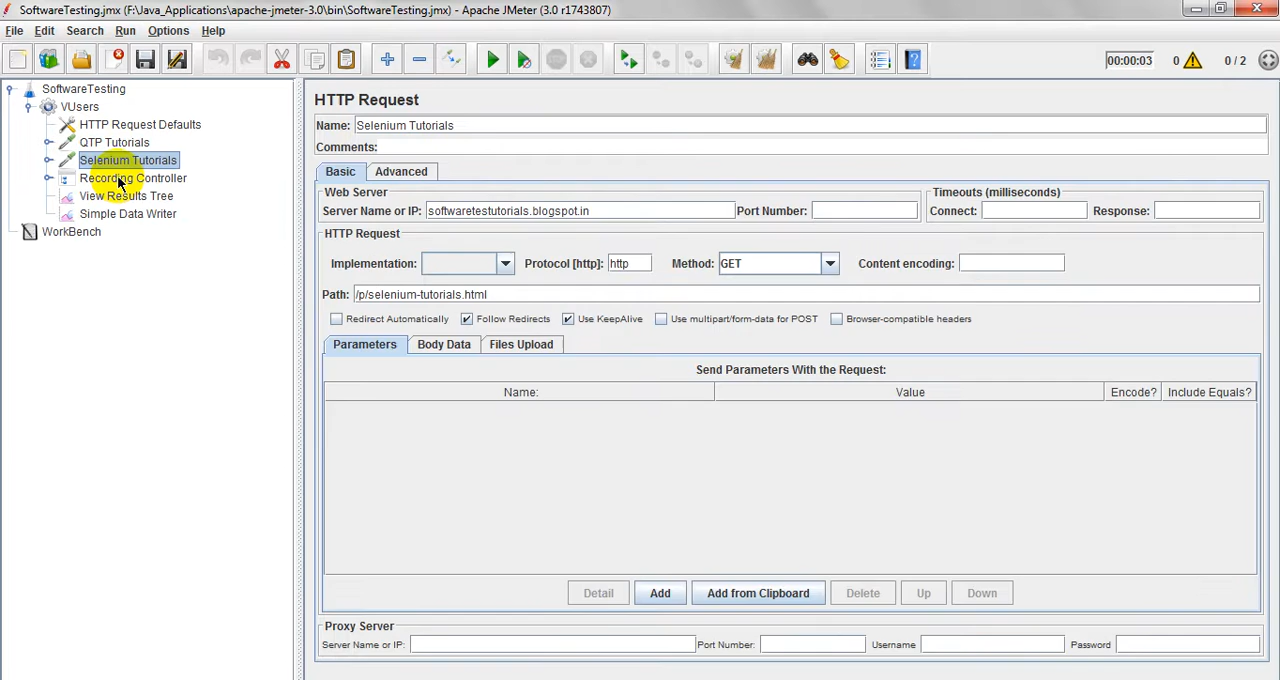 SoftwareTesting.jmx (F:\Java_Applications\apache-jmeter-3.0\bin\SoftwareTesting.jmx) - Apache JMeter (3.0 r1743807)
File Edit Search Run Options Help
00:00:03 0 0 / 2
SoftwareTesting
VUsers
HTTP Request Defaults
QTP Tutorials
Selenium Tutorials
Recording Controller
View Results Tree
Simple Data Writer
WorkBench
HTTP Request
Name: Selenium Tutorials
Comments:
Basic Advanced
Web Server Timeouts (milliseconds)
Server Name or IP: softwaretestutorials.blogspot.in Port Number: Connect: Response:
HTTP Request
Implementation: Protocol [http]: http Method: GET Content encoding:
Path: /p/selenium-tutorials.html
Redirect Automatically Follow Redirects Use KeepAlive Use multipart/form-data for POST Browser-compatible headers
Parameters Body Data Files Upload
Send Parameters With the Request:
Name: Value Encode? Include Equals?
Detail Add Add from Clipboard Delete Up Down
Proxy Server
Server Name or IP: Port Number: Username Password